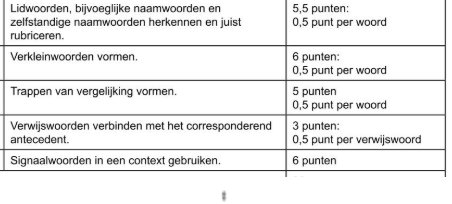 Lidwoorden, bijvoeglijke naamwoorden en
zelfstandige naamwoorden herkennen en juist
rubriceren.
5,5 punten:
0,5 punt per woord
Verkleinwoorden vormen.
6 punten:
0,5 punt per woord
Trappen van vergelijking vormen.
5 punten
0,5 punt per woord
Verwijswoorden verbinden met het corresponderend
antecedent.
3 punten:
0,5 punt per verwijswoord
Signaalwoorden in een context gebruiken.
6 punten